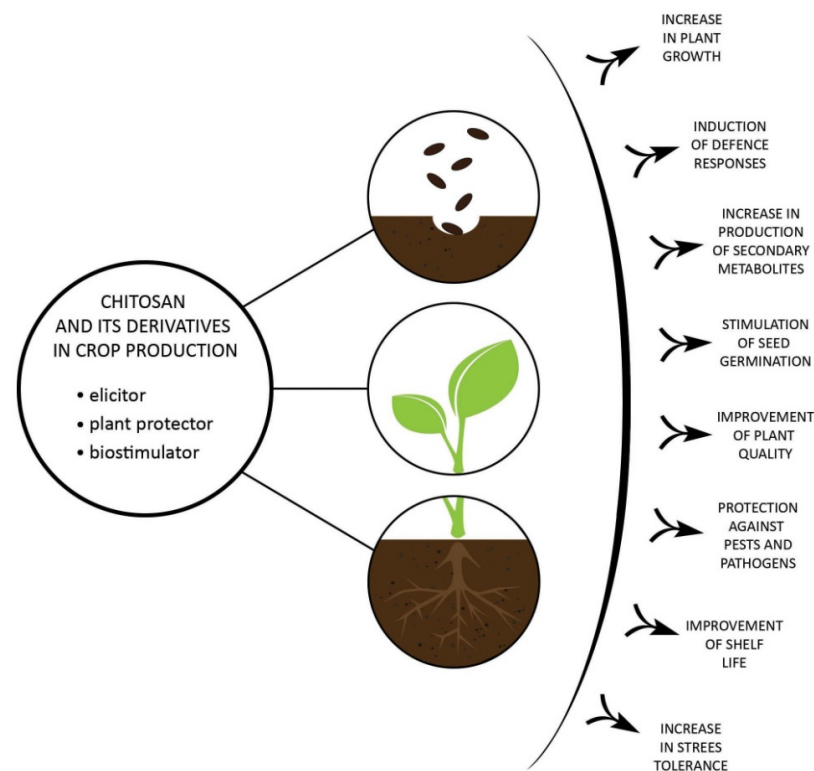 CHITOSAN
AND ITS DERIVATIVES
IN CROP PRODUCTION
• elicitor
• plant protector
• biostimulator
INCREASE
IN PLANT
GROWTH
INDUCTION
OF DEFENCE
RESPONSES
INCREASE IN
PRODUCTION
OF SECONDARY
METABOLITES
STIMULATION
OF SEED
GERMINATION
IMPROVEMENT
OF PLANT
QUALITY
PROTECTION
AGAINST
PESTS AND
PATHOGENS
IMPROVEMENT
OF SHELF
LIFE
INCREASE
IN STREES
TOLERANCE